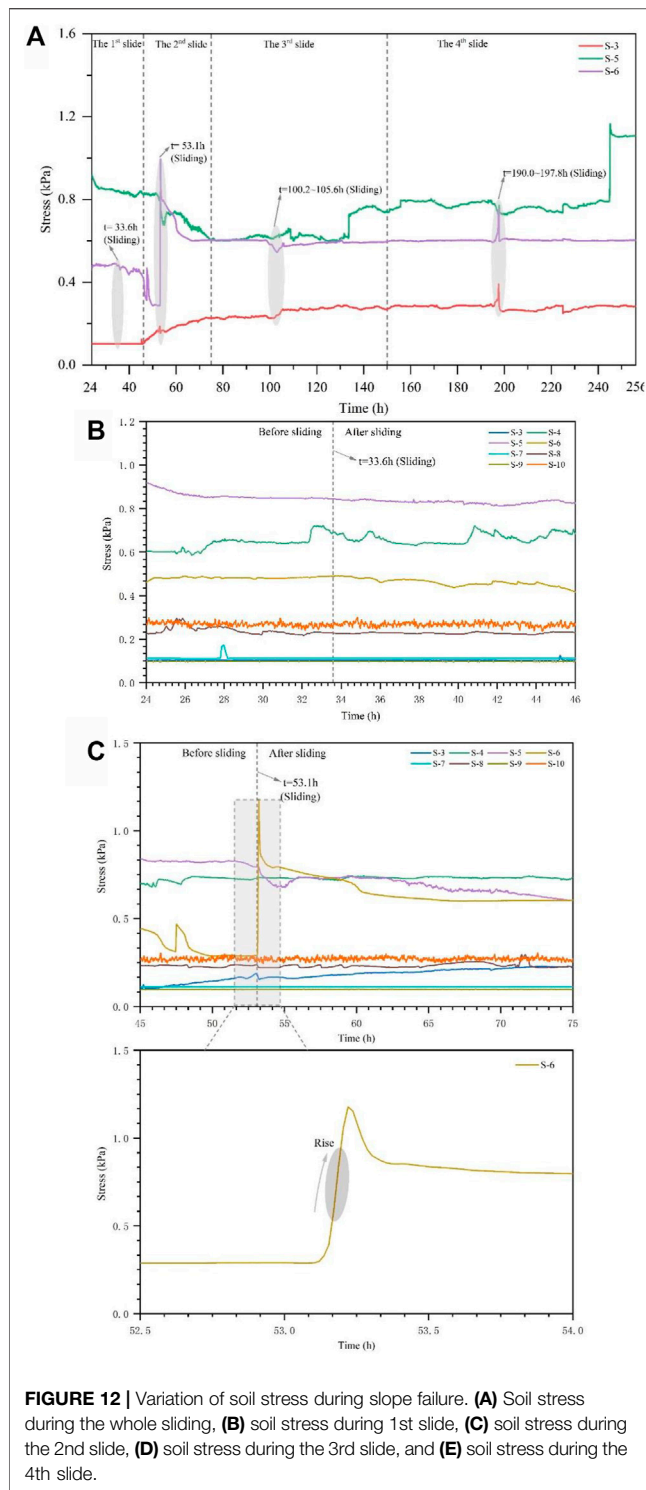 A
The 1st slide
The 2nd slide
The 3rd slide
The 4th slide
S-3
S-5
S-6
t= 53.1h
(Sliding)
t=100.2~105.6h (Sliding)
t=190.0~197.8h (Sliding)
t= 33.6h
(Sliding)
Stress (kPa)
1.6
1.2
0.8
0.4
0.0
24 40 60 80 100 120 140 160 180 200 220 240 256
Time (h)
B
Before sliding
After sliding
S-3 S-4
S-5 S-6
S-7 S-8
S-9 S-10
t=33.6h (Sliding)
Stress (kPa)
1.2
1.0
0.8
0.6
0.4
0.2
0.0
24 26 28 30 32 34 36 38 40 42 44 46
Time (h)
C
Before sliding
After sliding
S-3 S-4 S-5 S-6
S-7 S-8 S-9 S-10
t=53.1h
(Sliding)
Stress (kPa)
1.5
1.0
0.5
0.0
45 50 55 60 65 70 75
Time (h)
S-6
Rise
Stress (kPa)
1.5
1.0
0.5
0.0
52.5 53.0 53.5 54.0
Time (h)
FIGURE 12 | Variation of soil stress during slope failure. (A) Soil stress
during the whole sliding, (B) soil stress during 1st slide, (C) soil stress during
the 2nd slide, (D) soil stress during the 3rd slide, and (E) soil stress during the
4th slide.